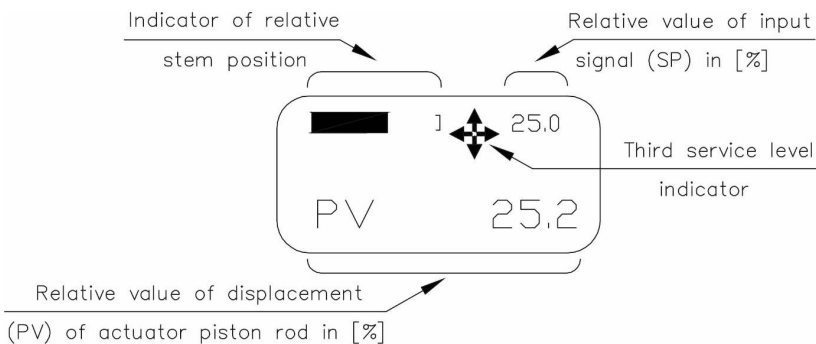 Indicator of relative
stem position
Relative value of input
signal (SP) in [%]
] 25.0
Third service level
indicator
PV 25.2
Relative value of displacement
(PV) of actuator piston rod in [%]